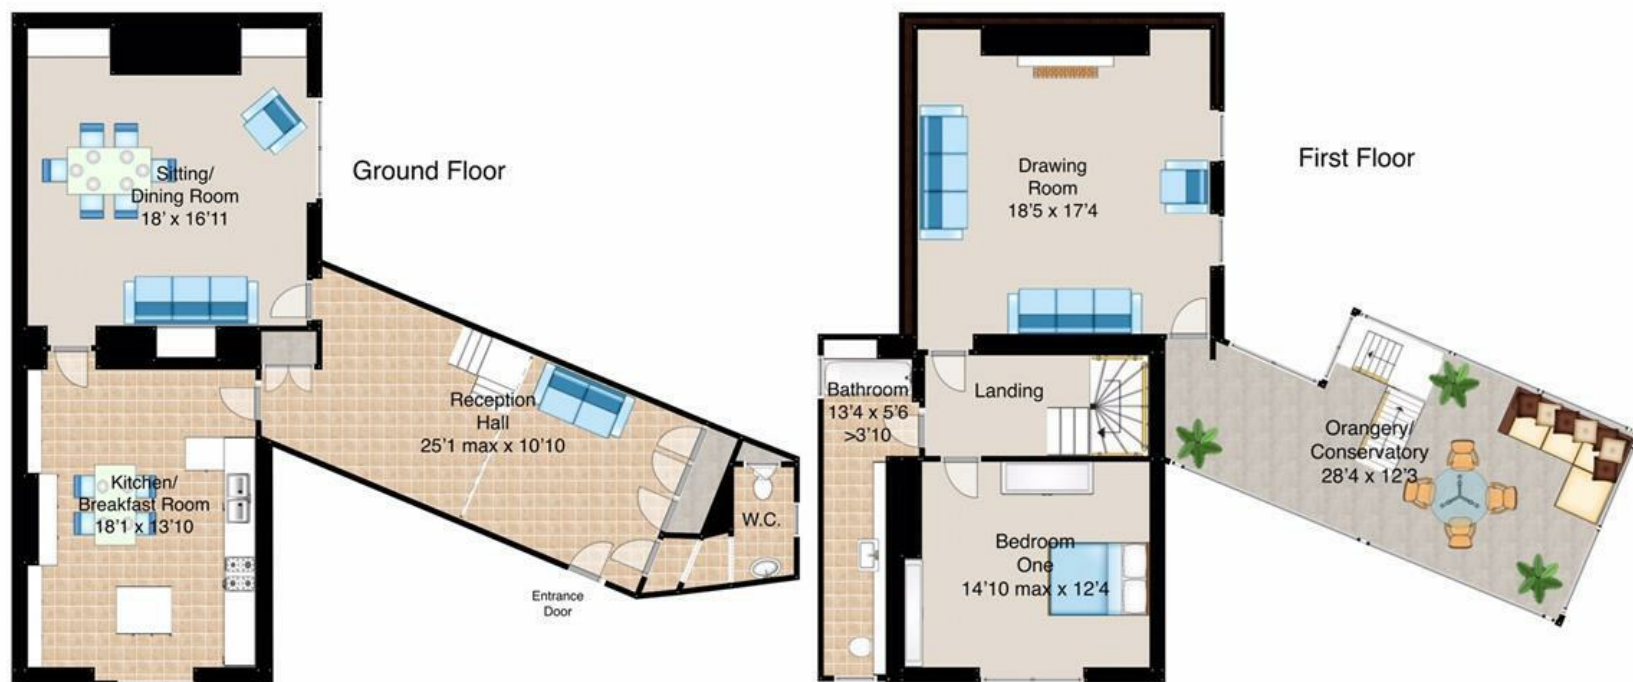 Ground Floor
Sitting/
Dining Room
18' x 16'11
Reception
Hall
25'1 max x 10'10
Kitchen/
Breakfast Room
18'1 x 13'10
W.C.
Entrance
Door
First Floor
Drawing
Room
18'5 x 17'4
Bathroom
13'4 x 5'6
>3'10
Landing
Orangery/
Conservatory
28'4 x 12'3
Bedroom
One
14'10 max x 12'4